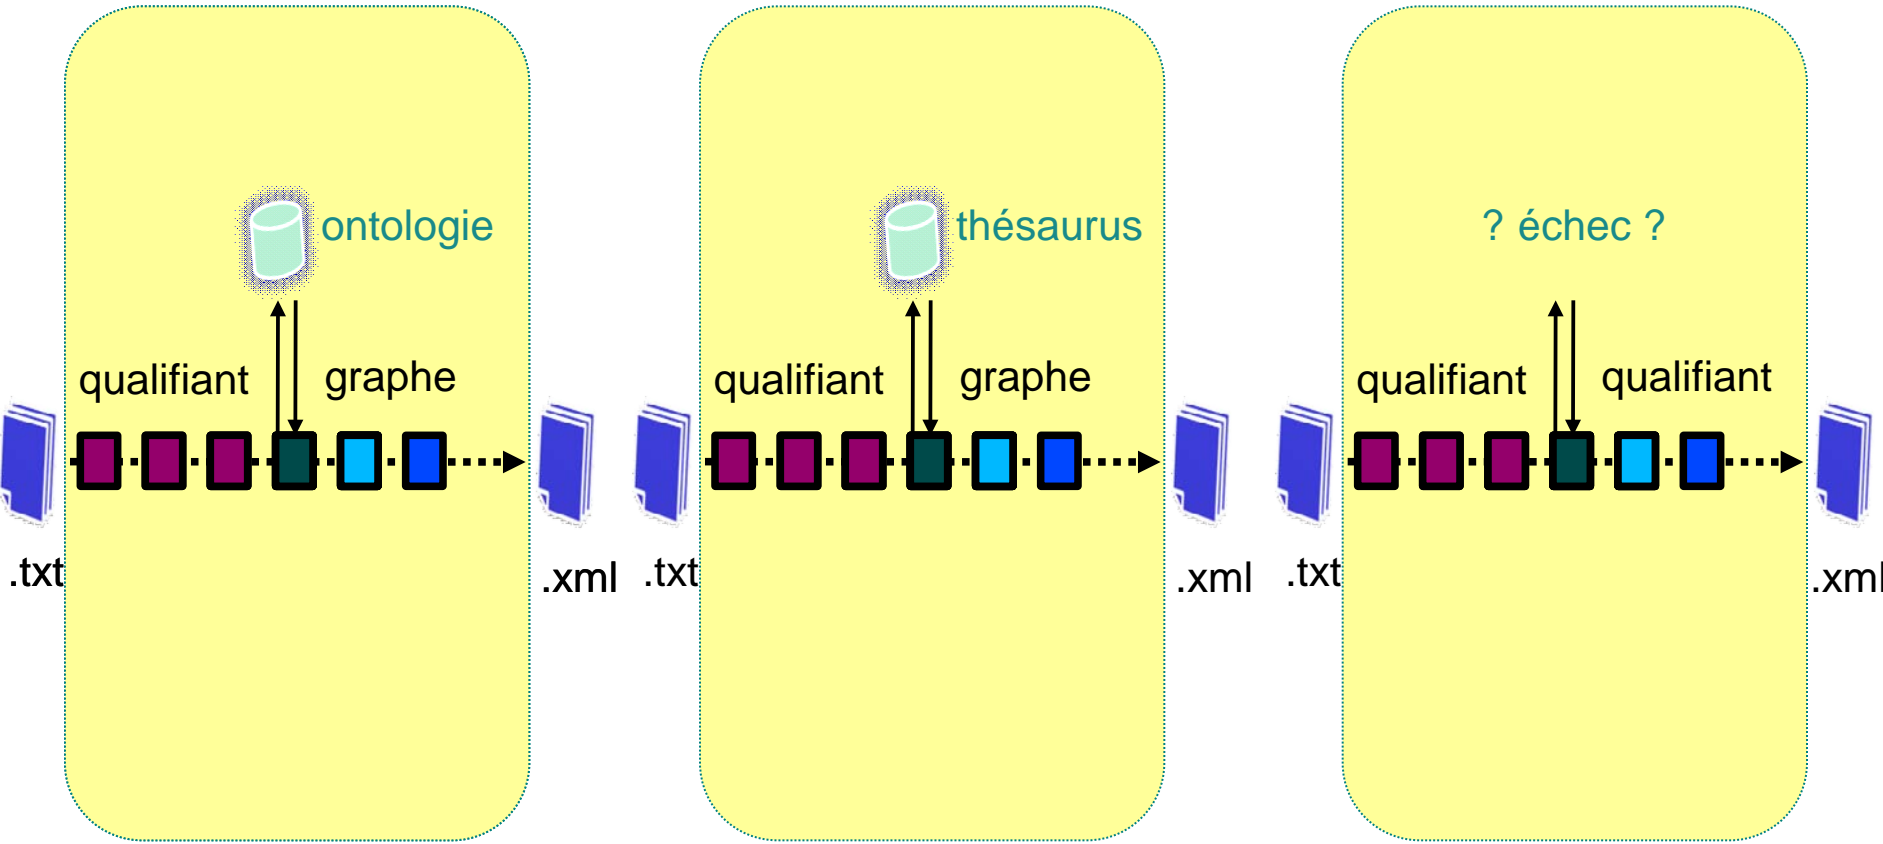 ontologie
qualifiant
graphe
.txt
.xml
thésaurus
qualifiant
graphe
.txt
.xml
? échec ?
qualifiant
qualifiant
.txt
.xml